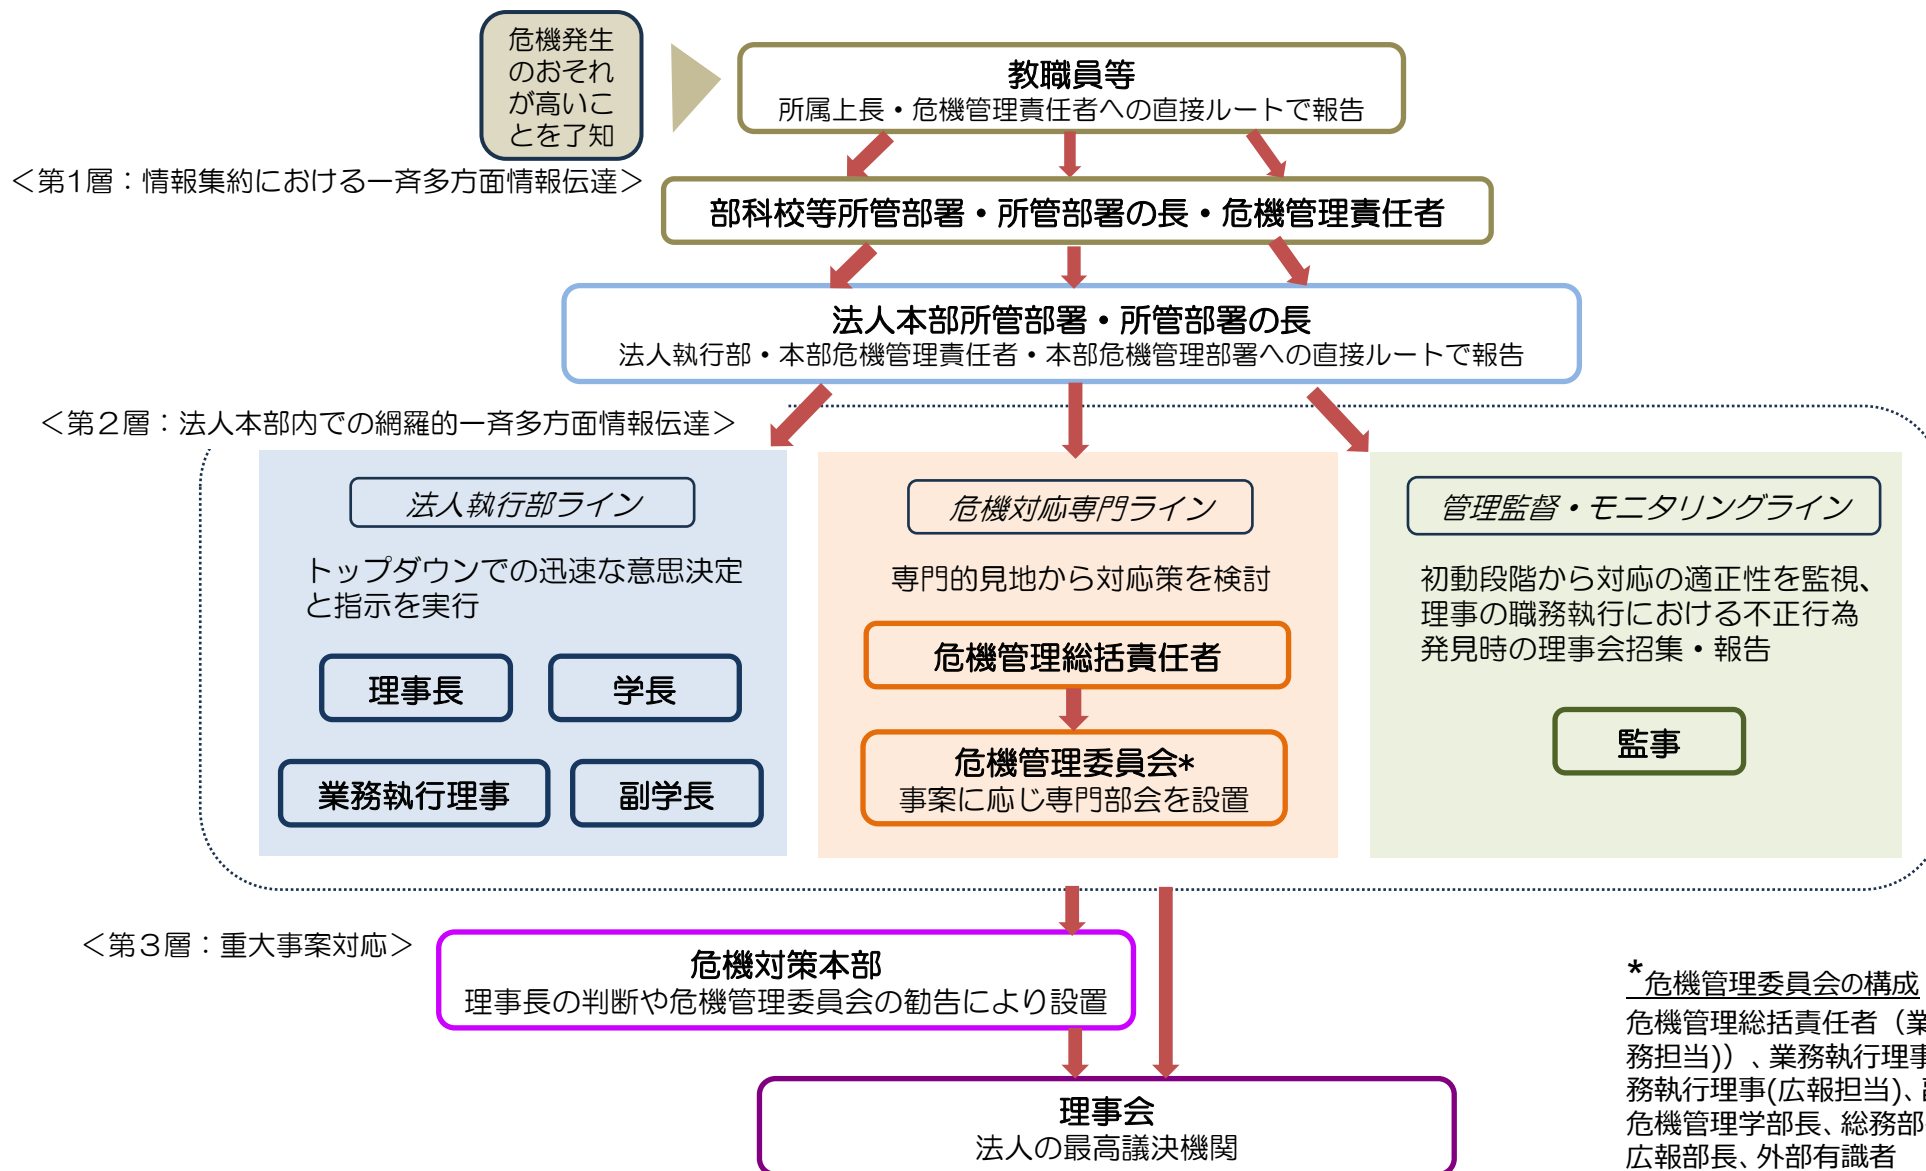 危機発生
のおそれ
が高いこ
とを了知
教職員等
所属上長・危機管理責任者への直接ルートで報告
＜第1層：情報集約における一斉多方面情報伝達＞
部科校等所管部署・所管部署の長・危機管理責任者
法人本部所管部署・所管部署の長
法人執行部・本部危機管理責任者・本部危機管理部署への直接ルートで報告
＜第２層：法人本部内での網羅的一斉多方面情報伝達＞
法人執行部ライン
トップダウンでの迅速な意思決定
と指示を実行
理事長
学長
業務執行理事
副学長
危機対応専門ライン
専門的見地から対応策を検討
危機管理総括責任者
危機管理委員会*
事案に応じ専門部会を設置
管理監督・モニタリングライン
初動段階から対応の適正性を監視、
理事の職務執行における不正行為
発見時の理事会招集・報告
監事
＜第３層：重大事案対応＞
危機対策本部
理事長の判断や危機管理委員会の勧告により設置
理事会
法人の最高議決機関
*危機管理委員会の構成
危機管理総括責任者（業
務担当)）、業務執行理事
務執行理事(広報担当)、
危機管理学部長、総務部
広報部長、外部有識者